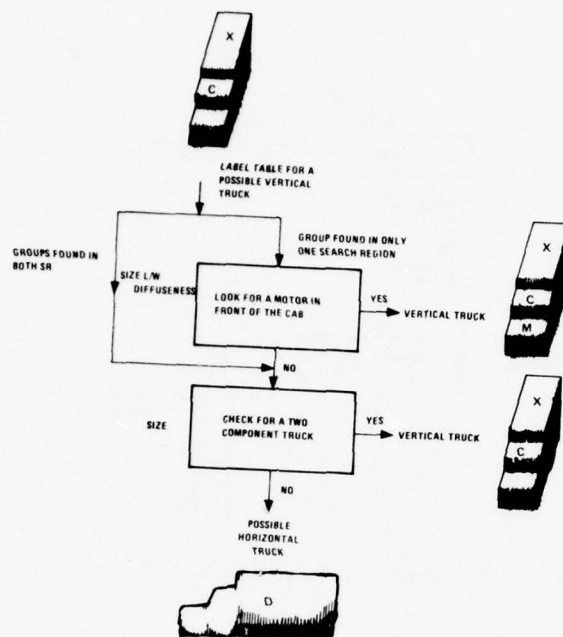 X
C
LABEL TABLE FOR A
POSSIBLE VERTICAL
TRUCK
GROUPS FOUND IN
BOTH SR
SIZE L/W
DIFFUSENESS
GROUP FOUND IN ONLY
ONE SEARCH REGION
LOOK FOR A MOTOR IN
FRONT OF THE CAB
YES
VERTICAL TRUCK
X
C
M
NO
SIZE
CHECK FOR A TWO
COMPONENT TRUCK
YES
VERTICAL TRUCK
X
C
NO
POSSIBLE
HORIZONTAL
TRUCK
D